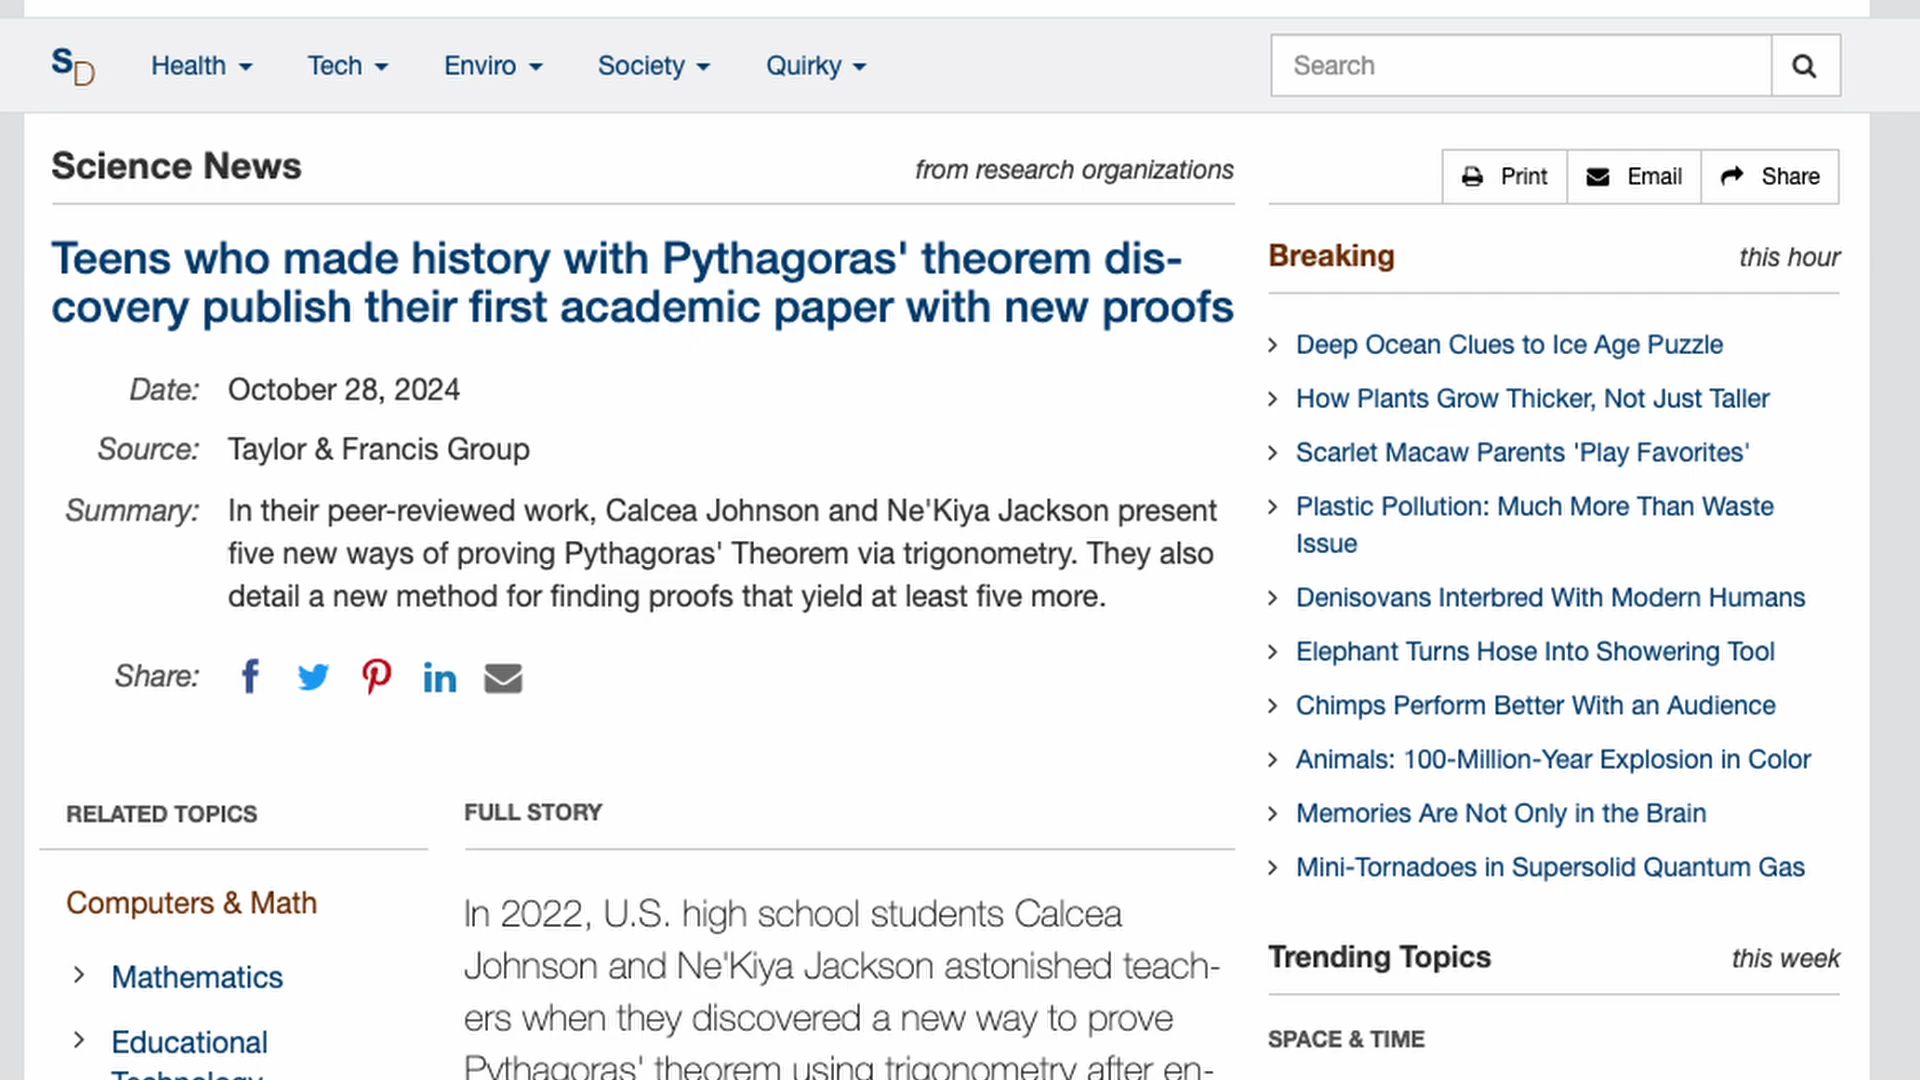 SD Health Tech Enviro Society Quirky Search
Science News from research organizations
Print Email Share
Teens who made history with Pythagoras' theorem dis-
covery publish their first academic paper with new proofs
Date: October 28, 2024
Source: Taylor & Francis Group
Summary: In their peer-reviewed work, Calcea Johnson and Ne'Kiya Jackson present
five new ways of proving Pythagoras' Theorem via trigonometry. They also
detail a new method for finding proofs that yield at least five more.
Share:
RELATED TOPICS
Computers & Math
Mathematics
Educational
Technology
FULL STORY
In 2022, U.S. high school students Calcea
Johnson and Ne'Kiya Jackson astonished teach-
ers when they discovered a new way to prove
Pythagoras' theorem using trigonometry after en-
Breaking this hour
Deep Ocean Clues to Ice Age Puzzle
How Plants Grow Thicker, Not Just Taller
Scarlet Macaw Parents 'Play Favorites'
Plastic Pollution: Much More Than Waste
Issue
Denisovans Interbred With Modern Humans
Elephant Turns Hose Into Showering Tool
Chimps Perform Better With an Audience
Animals: 100-Million-Year Explosion in Color
Memories Are Not Only in the Brain
Mini-Tornadoes in Supersolid Quantum Gas
Trending Topics this week
SPACE & TIME